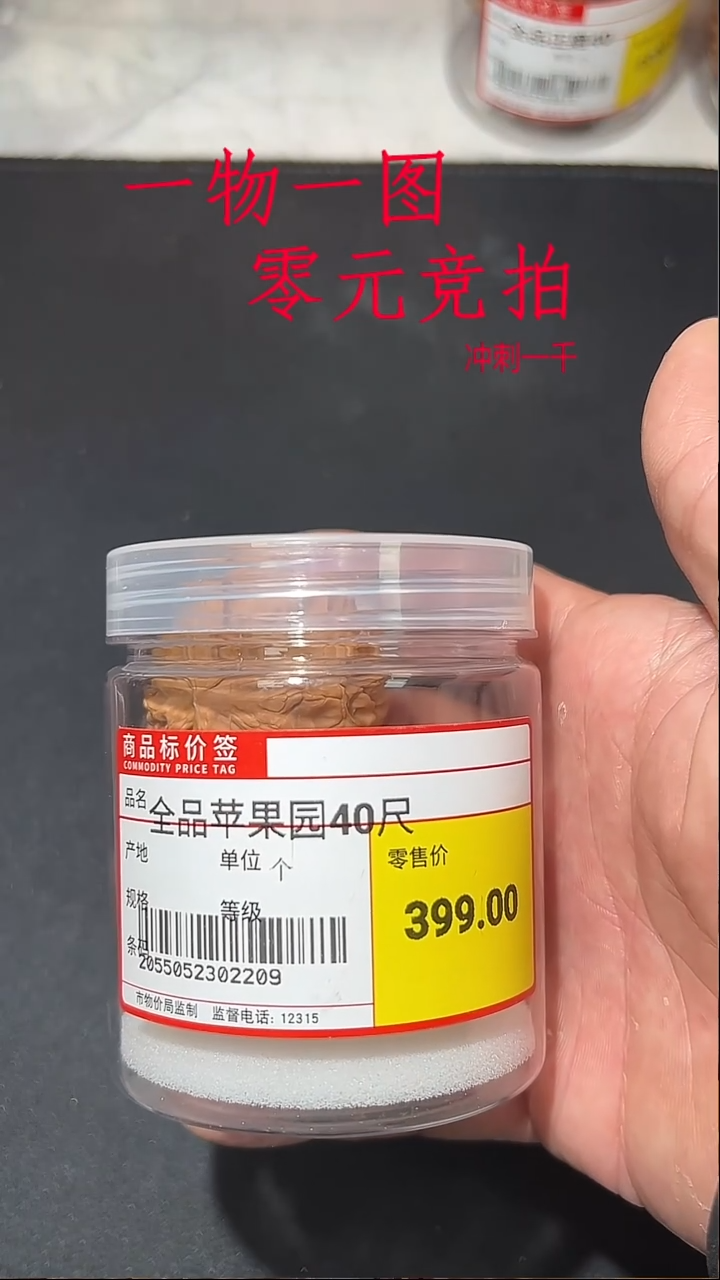 一物一图
零元竞拍
冲刺一千
商品标价签
COMMODITY PRICE TAG
品名 全品苹果园40尺
产地 单位 个 零售价
规格 等级 399.00
条码
2055052302209
市物价局监制 监督电话: 12315